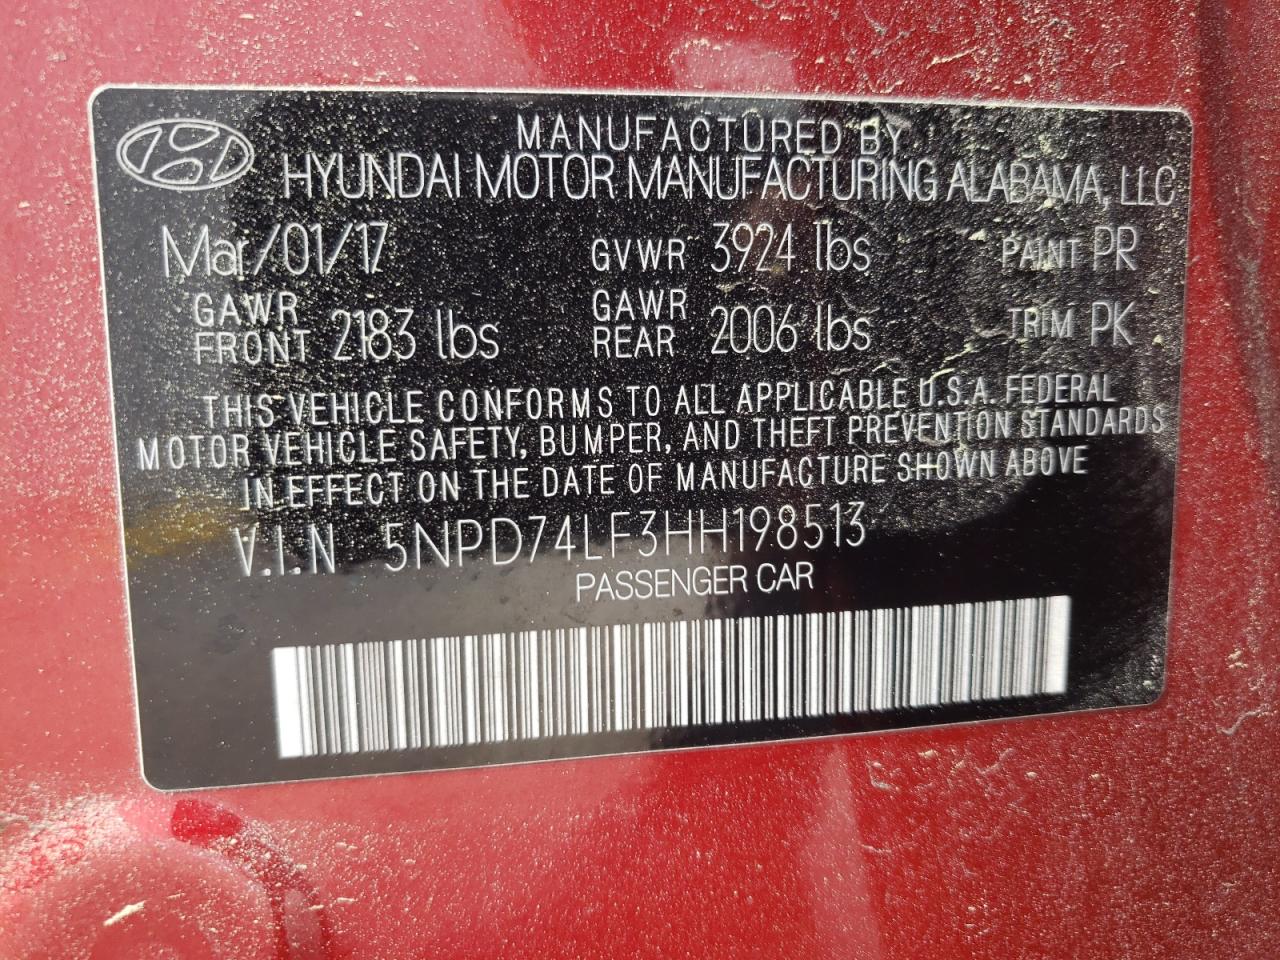 MANUFACTURED BY
HYUNDAI MOTOR MANUFACTURING ALABAMA, LLC
Mar/01/17 GVWR 3924 lbs PAINT PR
GAWR FRONT 2183 lbs GAWR REAR 2006 lbs TRIM PK
THIS VEHICLE CONFORMS TO ALL APPLICABLE U.S.A. FEDERAL
MOTOR VEHICLE SAFETY, BUMPER, AND THEFT PREVENTION STANDARDS
IN EFFECT ON THE DATE OF MANUFACTURE SHOWN ABOVE
V.I.N 5NPD74LF3HH198513
PASSENGER CAR